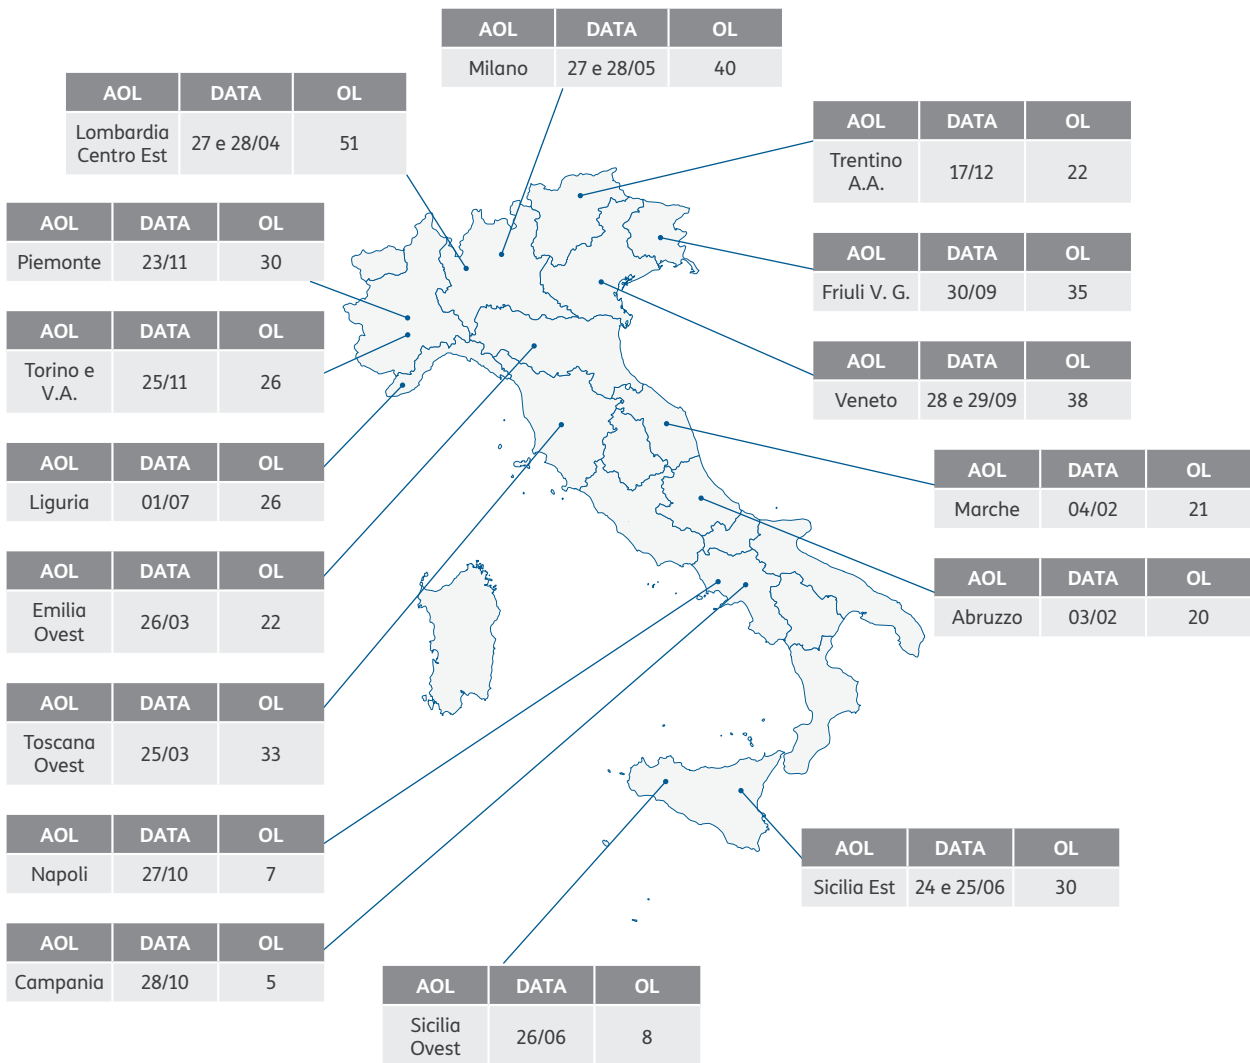 AOL DATA OL
Milano 27 e 28/05 40
AOL DATA OL
Lombardia
Centro Est 27 e 28/04 51
AOL DATA OL
Trentino
A.A. 17/12 22
AOL DATA OL
Piemonte 23/11 30
AOL DATA OL
Friuli V. G. 30/09 35
AOL DATA OL
Torino e
V.A. 25/11 26
AOL DATA OL
Veneto 28 e 29/09 38
AOL DATA OL
Liguria 01/07 26
AOL DATA OL
Marche 04/02 21
AOL DATA OL
Emilia
Ovest 26/03 22
AOL DATA OL
Abruzzo 03/02 20
AOL DATA OL
Toscana
Ovest 25/03 33
AOL DATA OL
Napoli 27/10 7
AOL DATA OL
Sicilia Est 24 e 25/06 30
AOL DATA OL
Campania 28/10 5
AOL DATA OL
Sicilia
Ovest 26/06 8